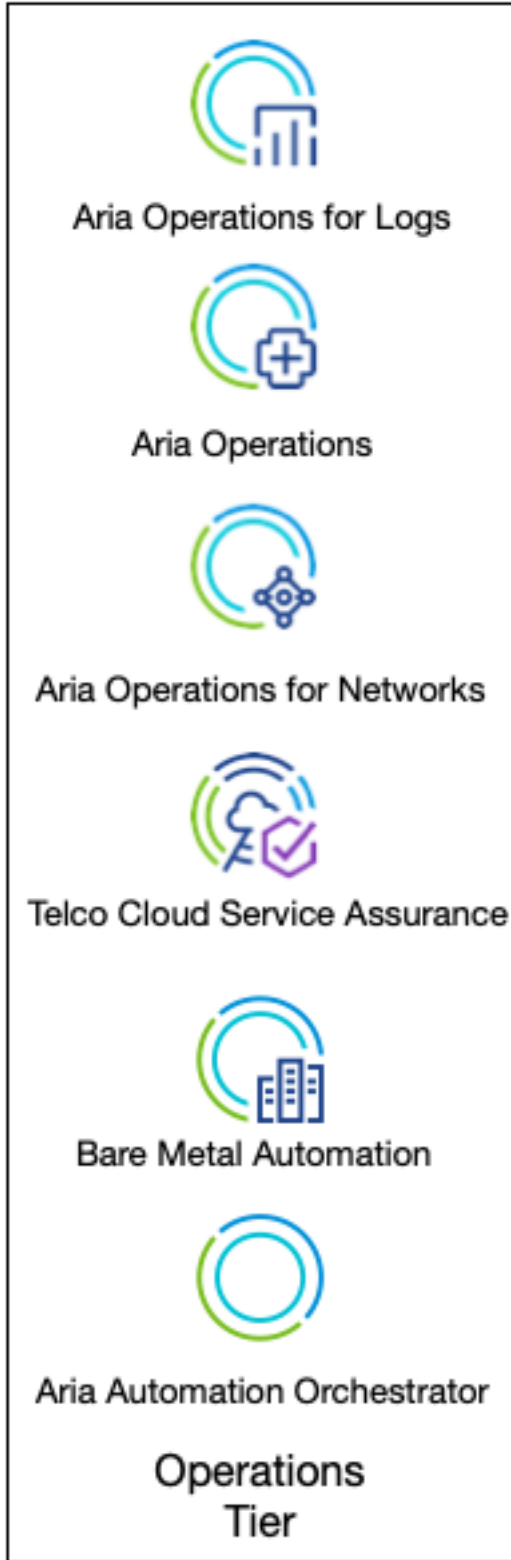 Aria Operations for Logs
Aria Operations
Aria Operations for Networks
Telco Cloud Service Assurance
Bare Metal Automation
Aria Automation Orchestrator
Operations
Tier